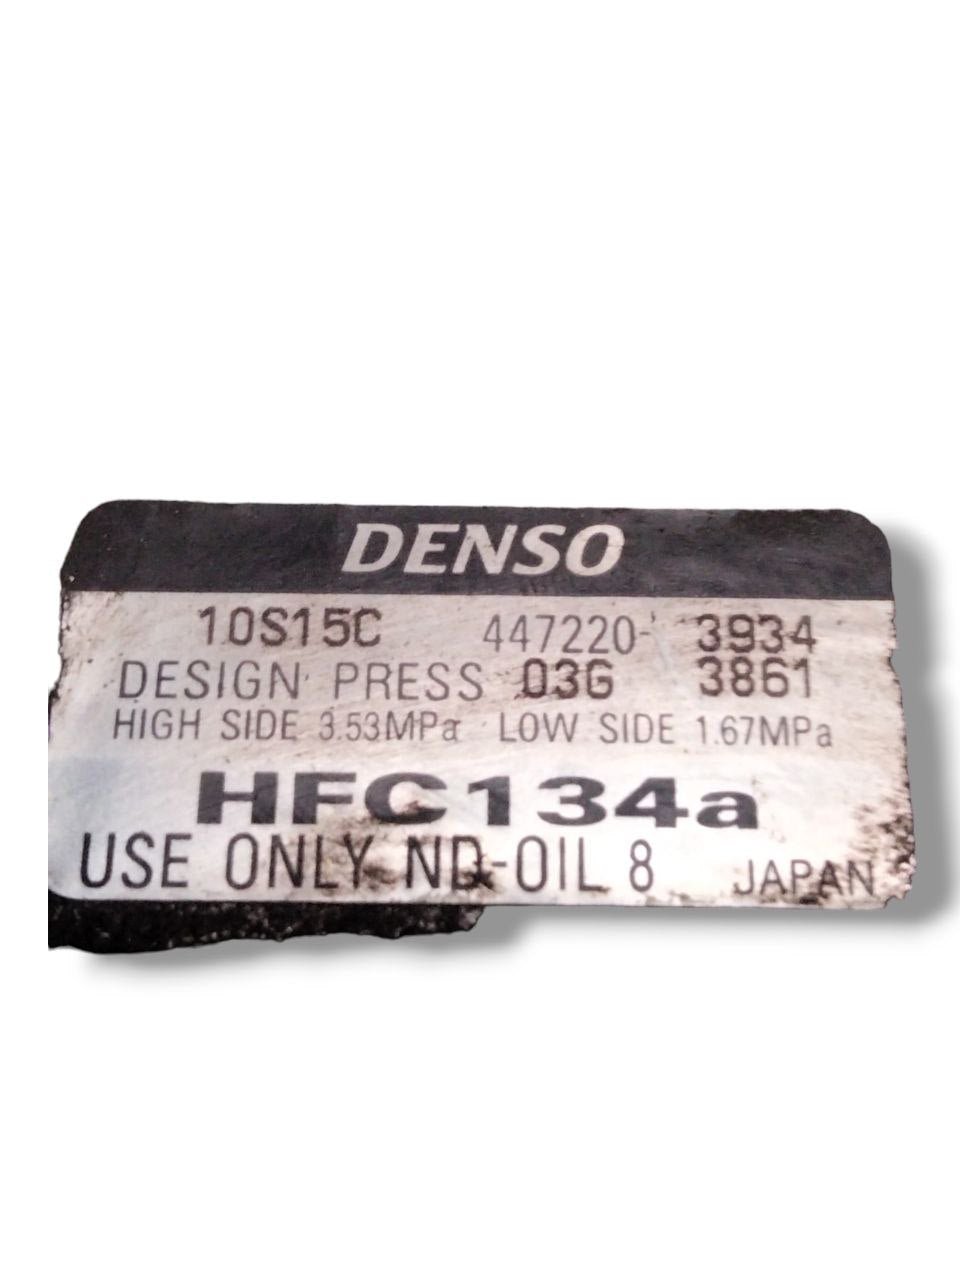 DENSO
10S15C 447220- 3934
DESIGN PRESS 03G 3861
HIGH SIDE 3.53MPa LOW SIDE 1.67MPa
HFC134a
USE ONLY ND-OIL 8 JAPAN